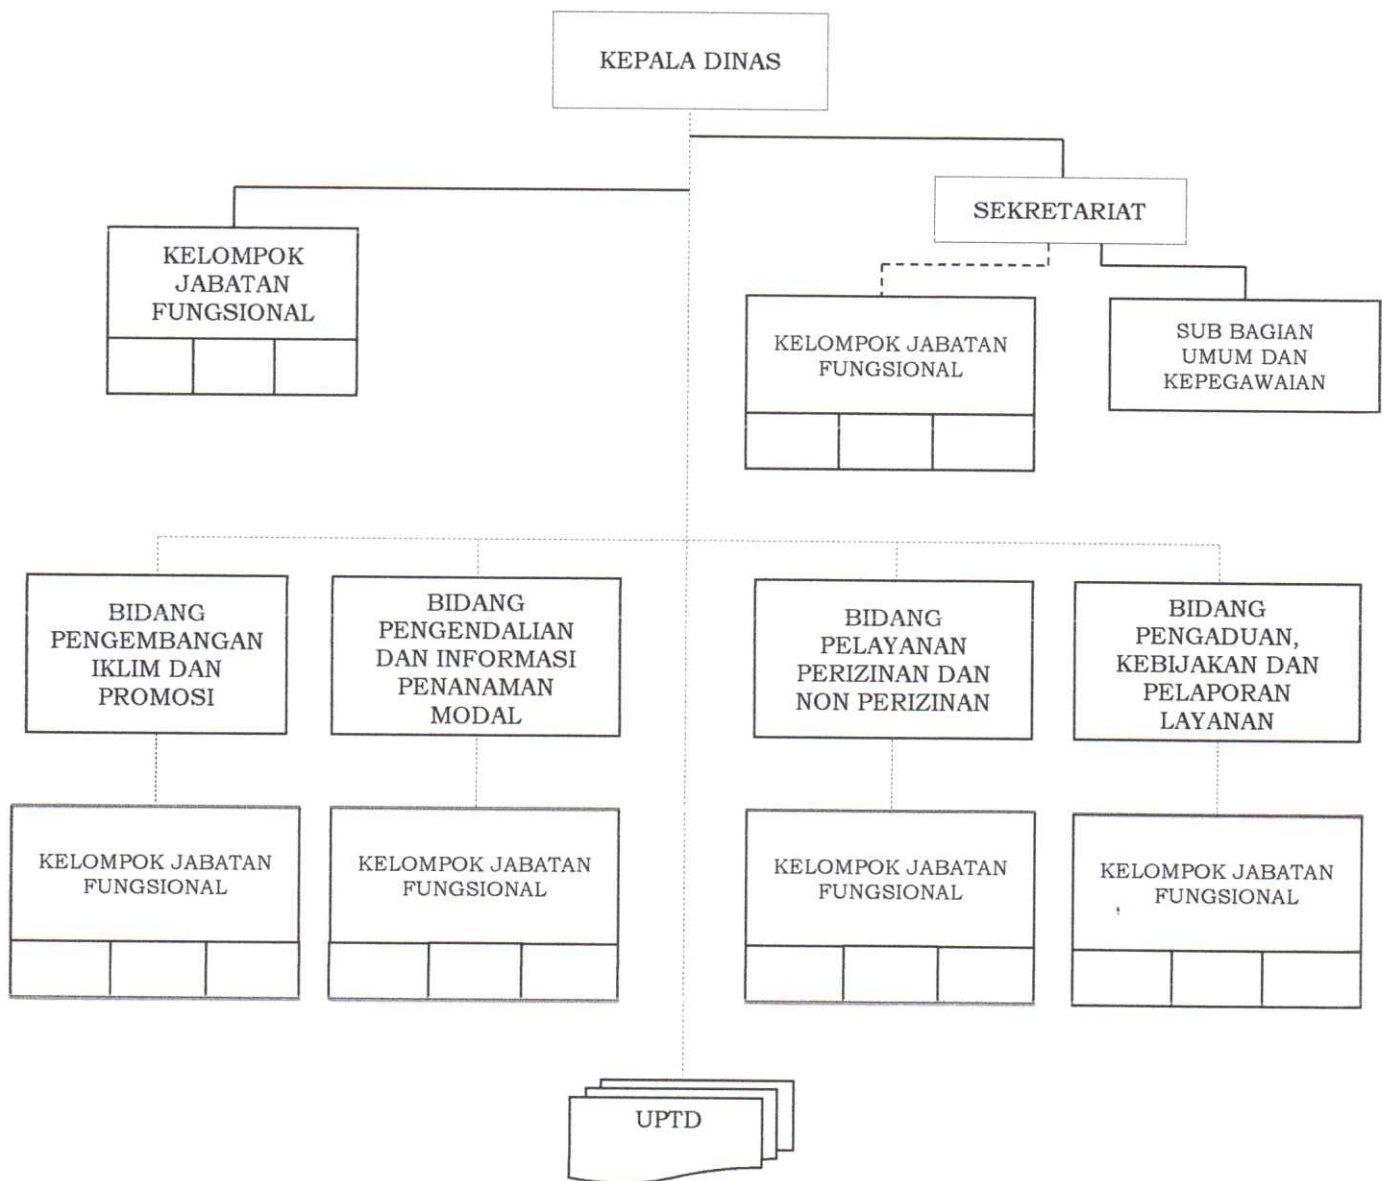 KEPALA DINAS
SEKRETARIAT
KELOMPOK
JABATAN
FUNGSIONAL
KELOMPOK JABATAN
FUNGSIONAL
SUB BAGIAN
UMUM DAN
KEPEGAWAIAN
BIDANG
PENGEMBANGAN
IKLIM DAN
PROMOSI
BIDANG
PENGENDALIAN
DAN INFORMASI
PENANAMAN
MODAL
BIDANG
PELAYANAN
PERIZINAN DAN
NON PERIZINAN
BIDANG
PENGADUAN,
KEBIJAKAN DAN
PELAPORAN
LAYANAN
KELOMPOK JABATAN
FUNGSIONAL
KELOMPOK JABATAN
FUNGSIONAL
KELOMPOK JABATAN
FUNGSIONAL
KELOMPOK JABATAN
FUNGSIONAL
UPTD